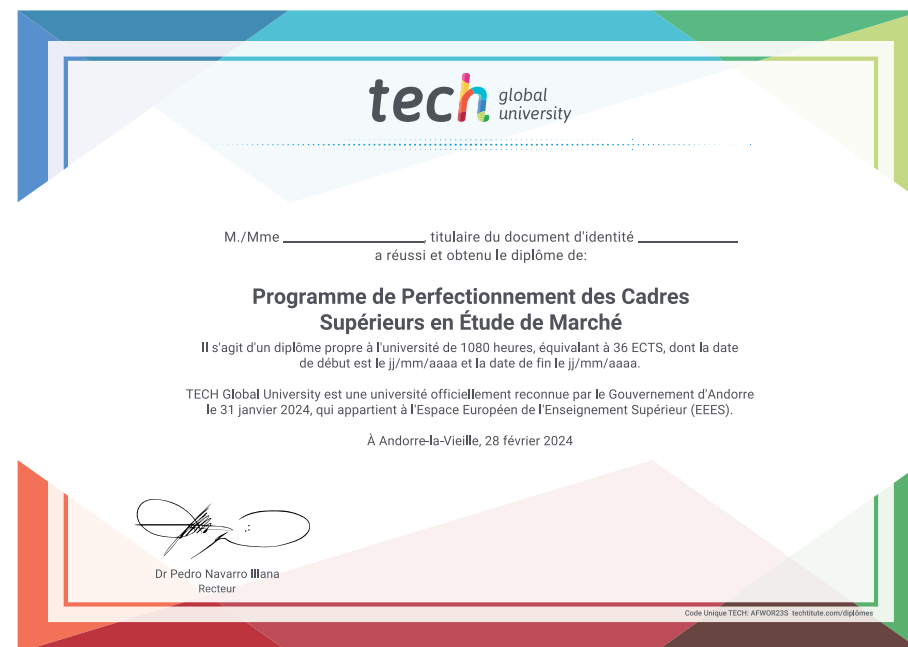 tech global university
M./Mme ______________, titulaire du document d'identité __________
a réussi et obtenu le diplôme de:
Programme de Perfectionnement des Cadres
Supérieurs en Étude de Marché
Il s'agit d'un diplôme propre à l'université de 1080 heures, équivalant à 36 ECTS, dont la date
de début est le jj/mm/aaaa et la date de fin le jj/mm/aaaa.
TECH Global University est une université officiellement reconnue par le Gouvernement d'Andorre
le 31 janvier 2024, qui appartient à l'Espace Européen de l'Enseignement Supérieur (EEES).
À Andorre-la-Vieille, 28 février 2024
Dr Pedro Navarro Illana
Recteur
Code Unique TECH: AFWOR23S techtitute.com/diplômes